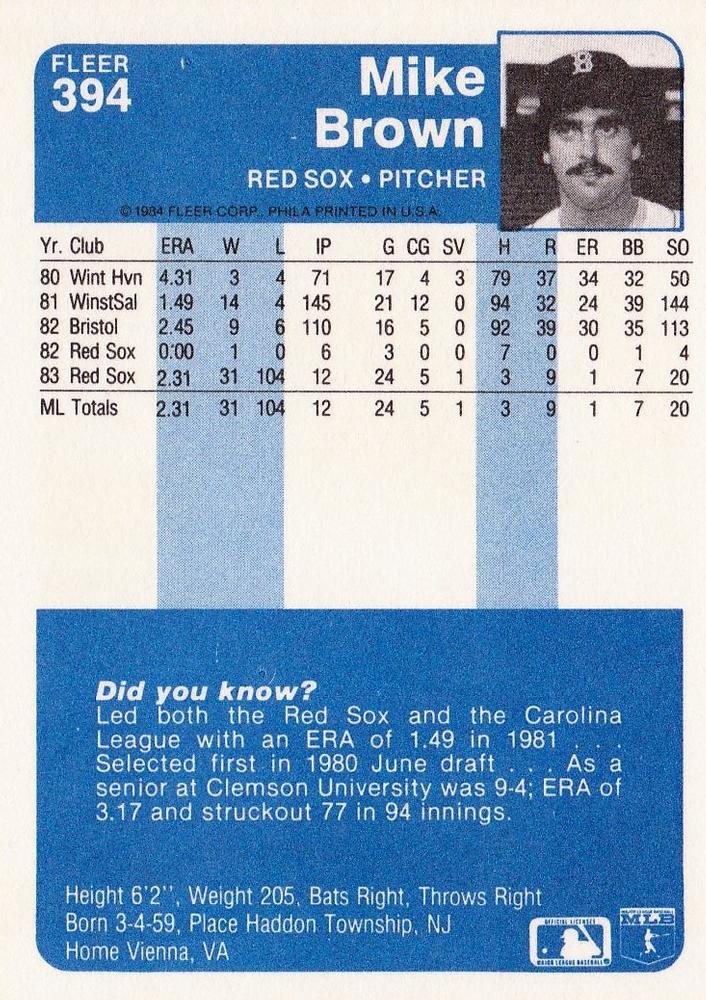 FLEER
394
Mike
Brown
RED SOX • PITCHER
© 1984 FLEER CORP., PHILA PRINTED IN U.S.A.
Yr. Club ERA W L IP G CG SV H R ER BB SO
80 Wint Hvn 4.31 3 4 71 17 4 3 79 37 34 32 50
81 WinstSal 1.49 14 4 145 21 12 0 94 32 24 39 144
82 Bristol 2.45 9 6 110 16 5 0 92 39 30 35 113
82 Red Sox 0.00 1 0 6 3 0 0 7 0 0 1 4
83 Red Sox 2.31 31 104 12 24 5 1 3 9 1 7 20
ML Totals 2.31 31 104 12 24 5 1 3 9 1 7 20
Did you know?
Led both the Red Sox and the Carolina
League with an ERA of 1.49 in 1981 . . .
Selected first in 1980 June draft . . . As a
senior at Clemson University was 9-4; ERA of
3.17 and struckout 77 in 94 innings.
Height 6'2'', Weight 205, Bats Right, Throws Right
Born 3-4-59, Place Haddon Township, NJ
Home Vienna, VA
OFFICIAL LICENSEE
MAJOR LEAGUE BASEBALL
MAJOR LEAGUE BASEBALL
MLB
B